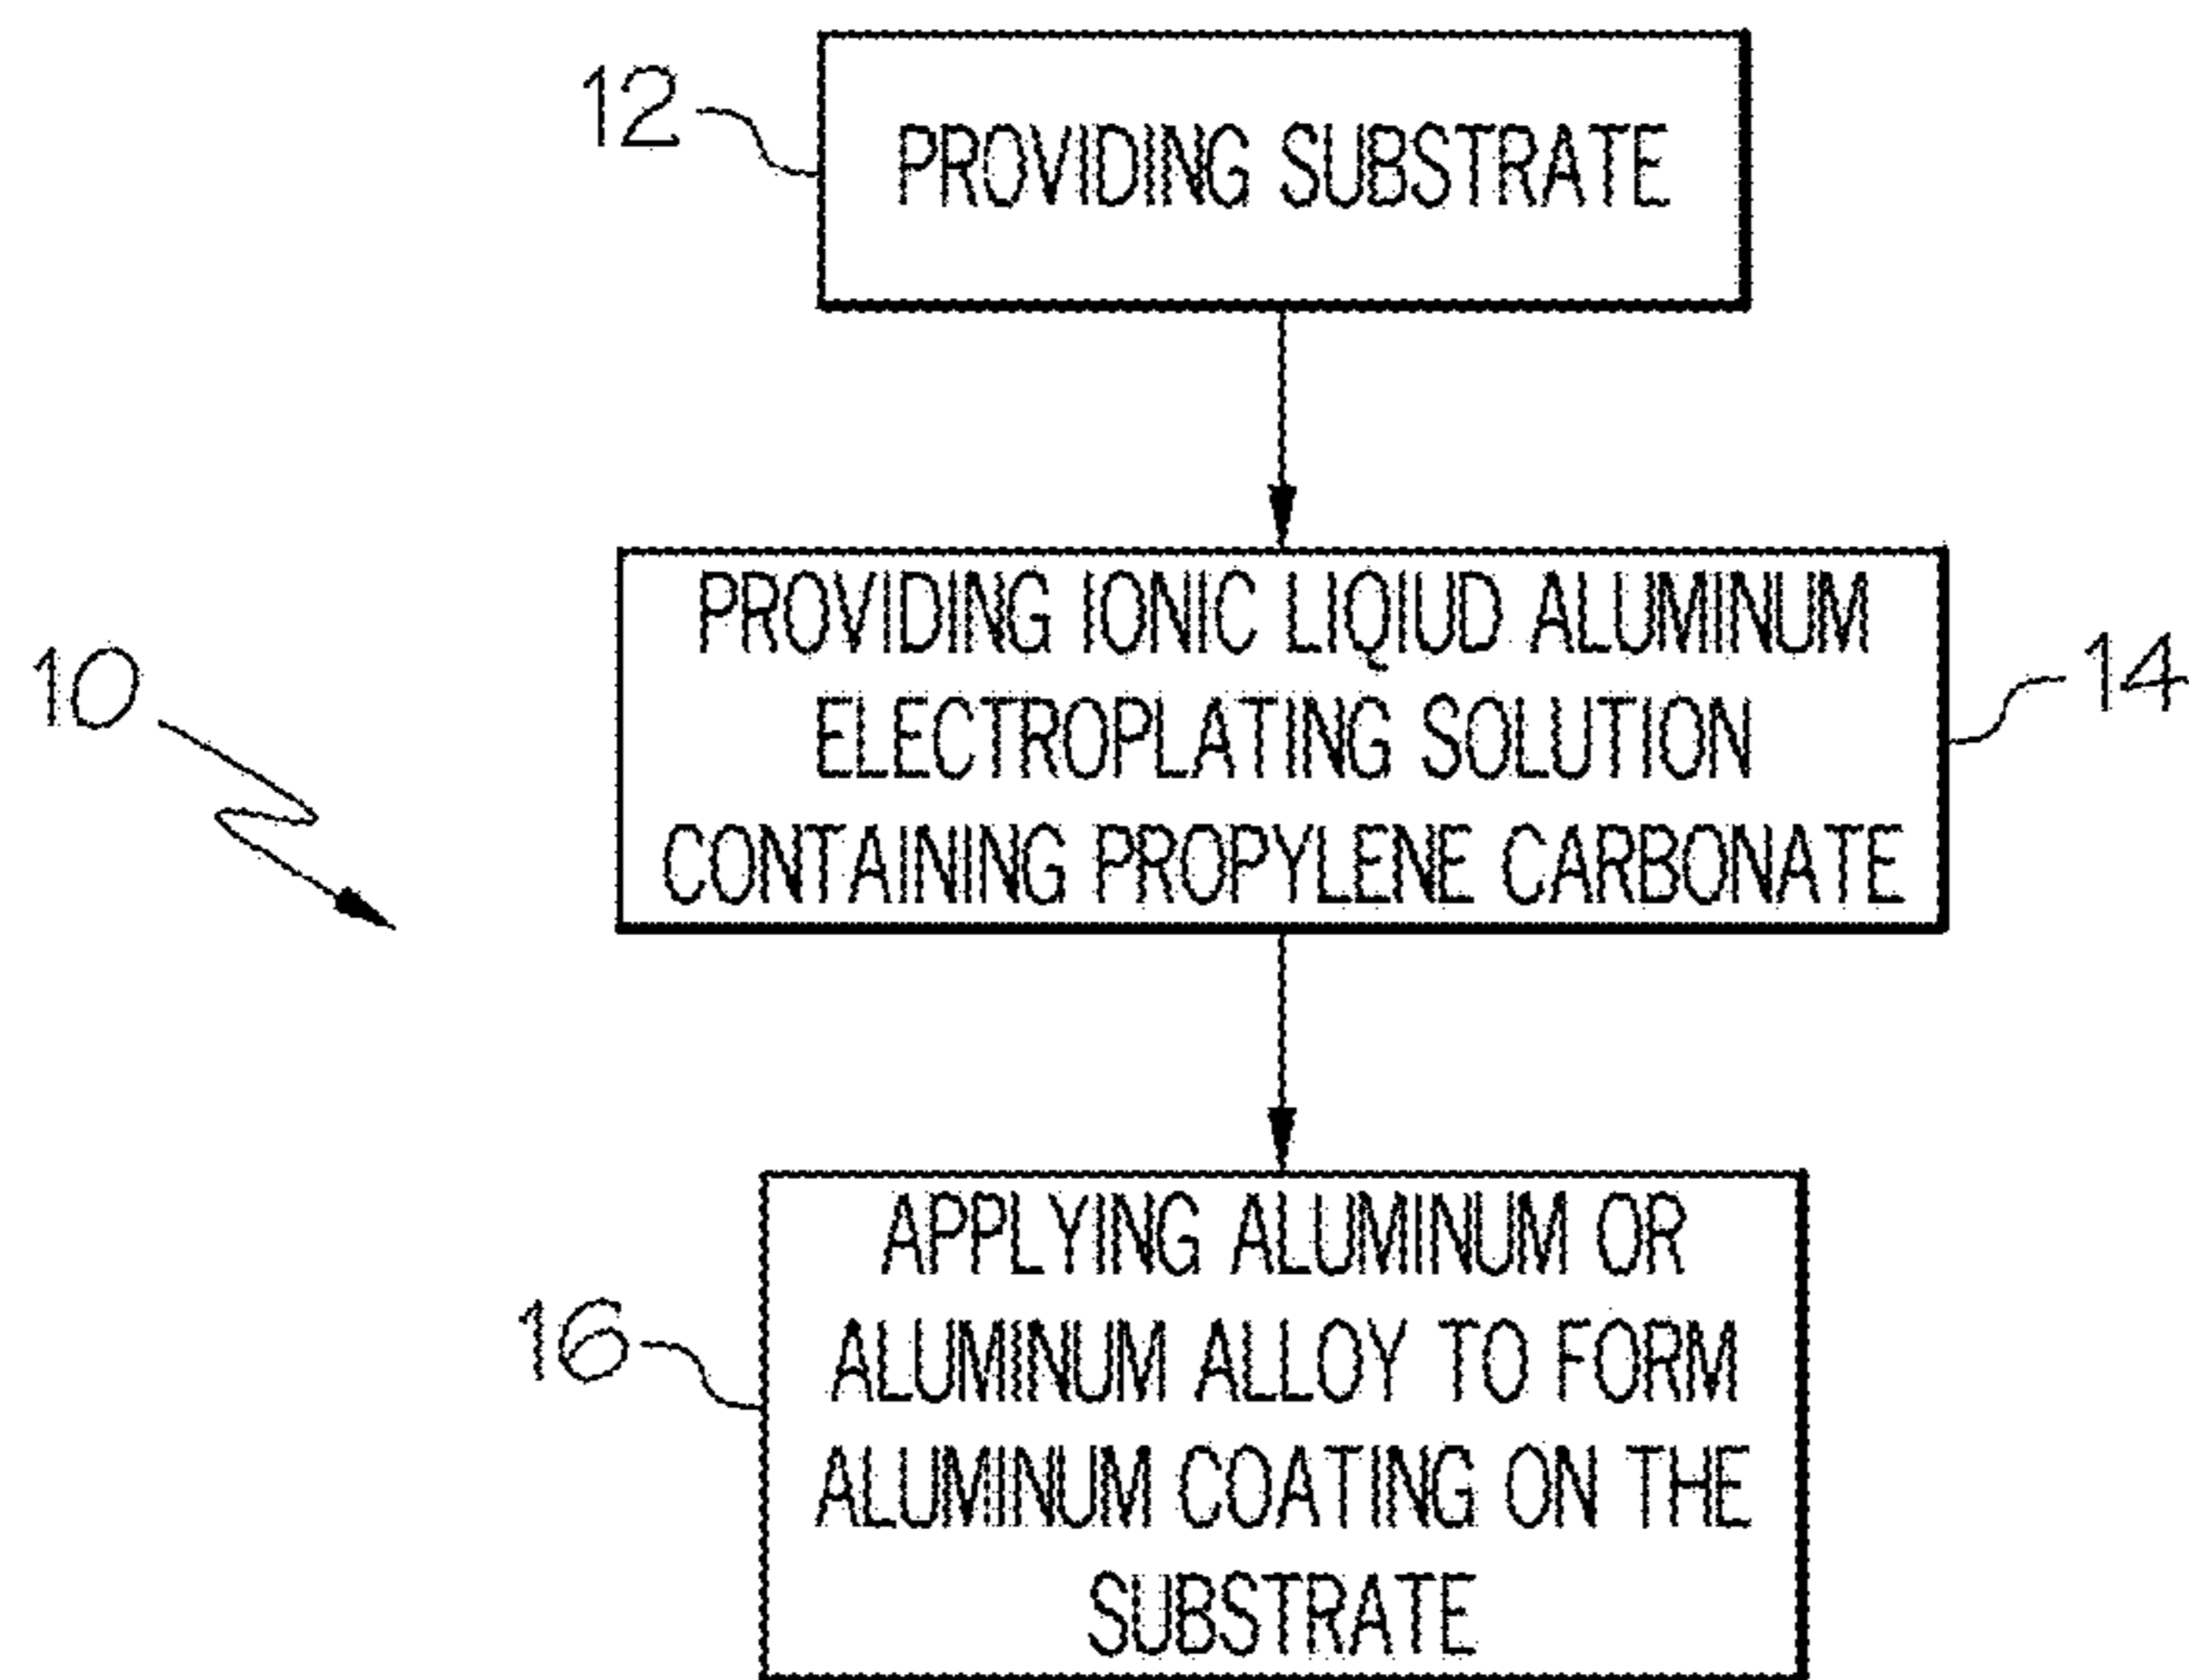 12
PROVIDING SUBSTRATE
10
PROVIDING IONIC LIQIUD ALUMINUM
ELECTROPLATING SOLUTION
CONTAINING PROPYLENE CARBONATE
14
16
APPLYING ALUMINUM OR
ALUMINUM ALLOY TO FORM
ALUMINUM COATING ON THE
SUBSTRATE